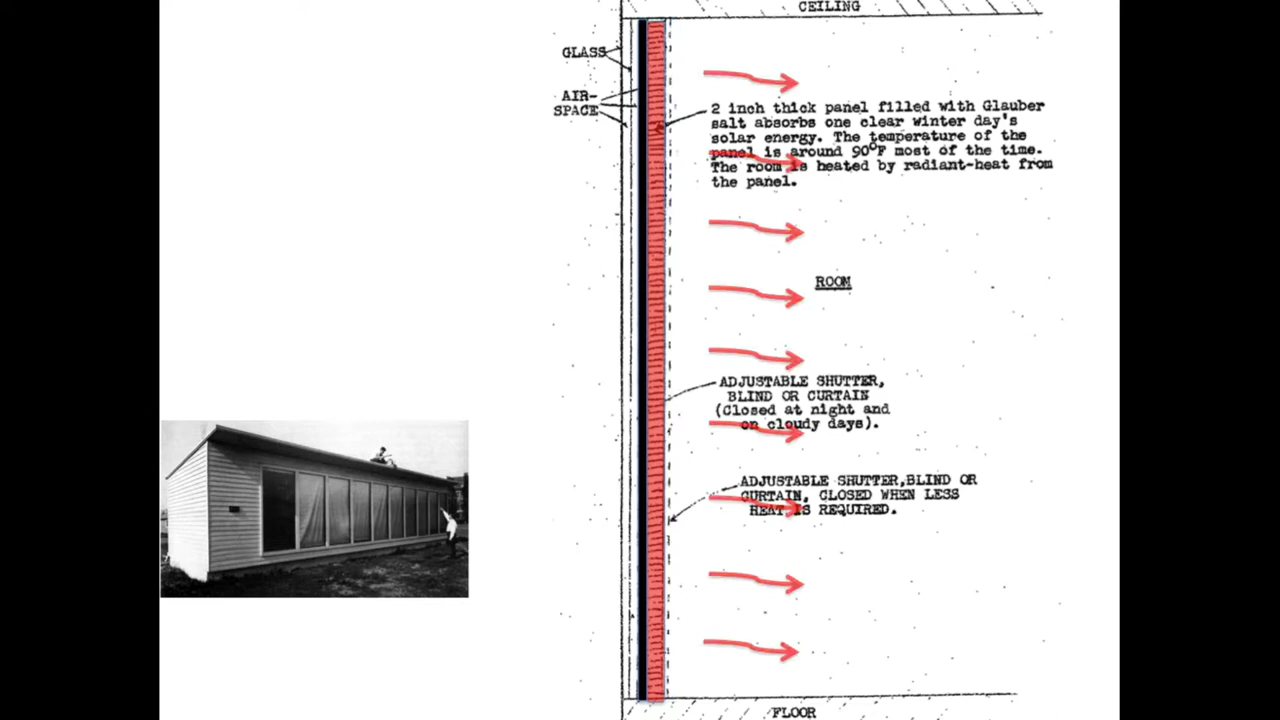 CEILING
GLASS
AIR-
SPACE
2 inch thick panel filled with Glauber
salt absorbs one clear winter day's
solar energy. The temperature of the
panel is around 90°F most of the time.
The room is heated by radiant-heat from
the panel.
ROOM
ADJUSTABLE SHUTTER,
BLIND OR CURTAIN
(Closed at night and
on cloudy days).
ADJUSTABLE SHUTTER,BLIND OR
CURTAIN, CLOSED WHEN LESS
HEAT IS REQUIRED.
FLOOR